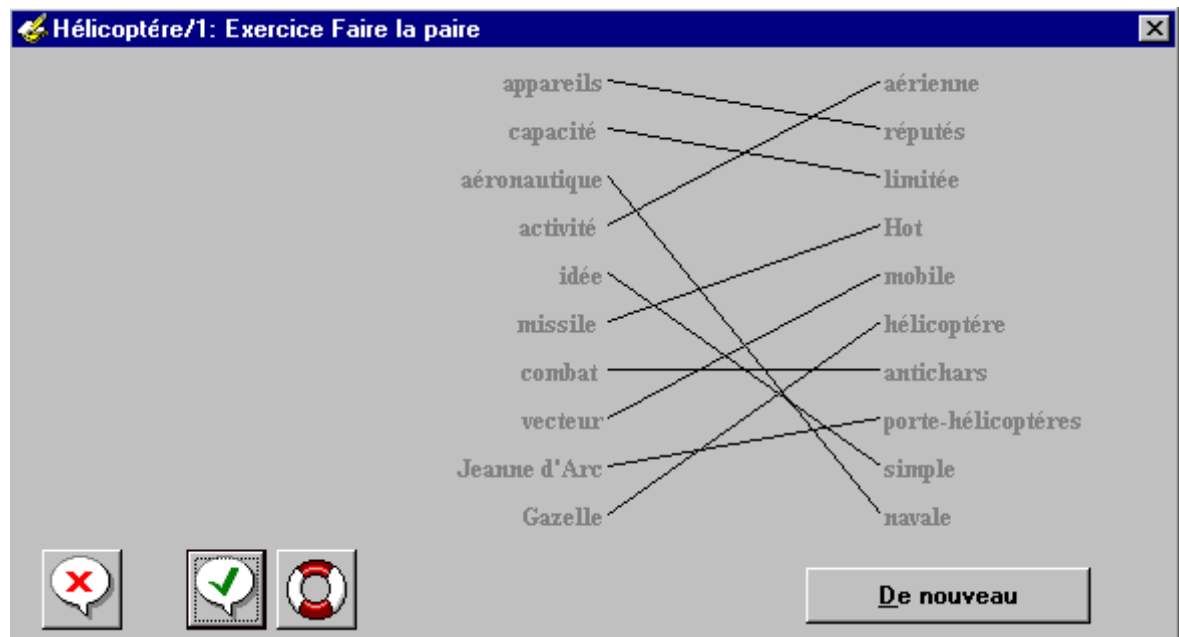 Hélicoptére/1: Exercice Faire la paire
appareils aérienne
capacité réputés
aéronautique limitée
activité Hot
idée mobile
missile hélicoptére
combat antichars
vecteur porte-hélicoptéres
Jeanne d'Arc simple
Gazelle navale
De nouveau